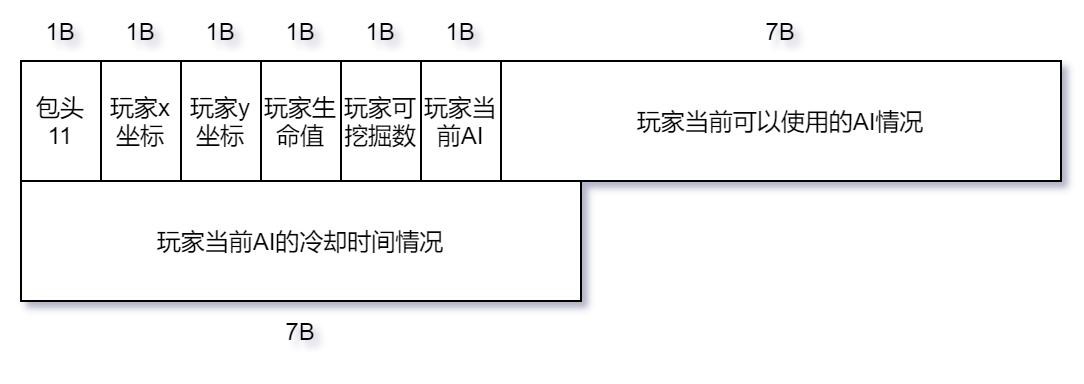 1B
1B
1B
1B
1B
1B
7B
包头
11
玩家x
坐标
玩家y
坐标
玩家生
命值
玩家可
挖掘数
玩家当
前AI
玩家当前可以使用的AI情况
玩家当前AI的冷却时间情况
7B